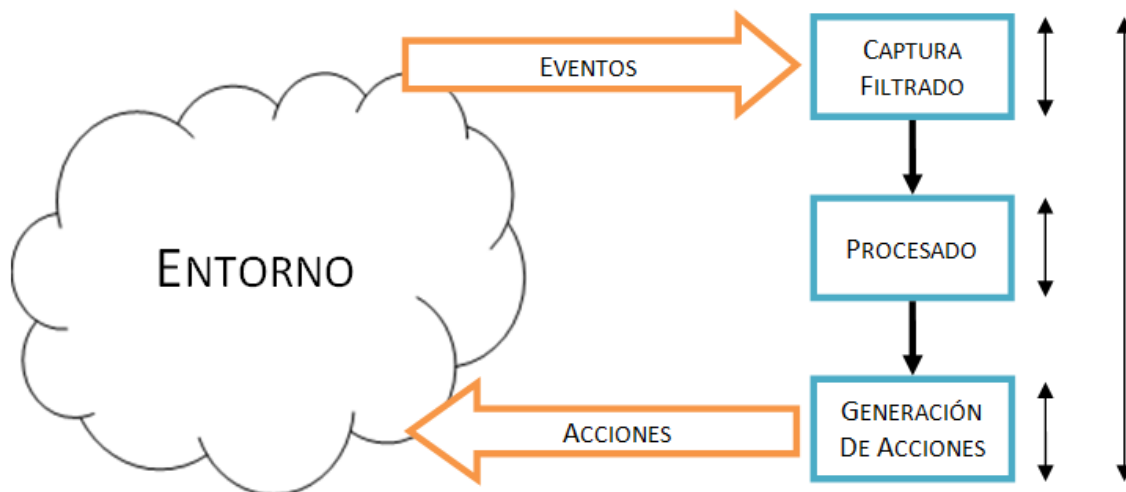 EVENTOS
CAPTURA
FILTRADO
ENTORNO
PROCESADO
ACCIONES
GENERACIÓN
DE ACCIONES